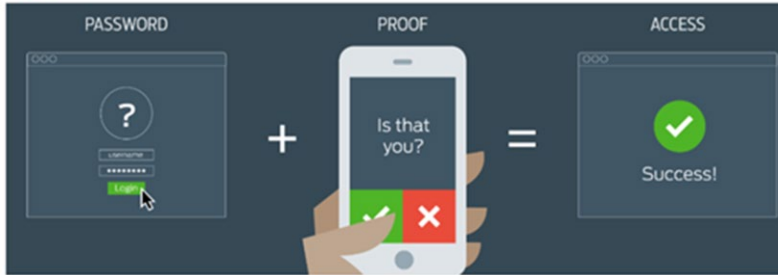 PASSWORD
PROOF
ACCESS
?
username
Login
+
Is that
you?
=
Success!